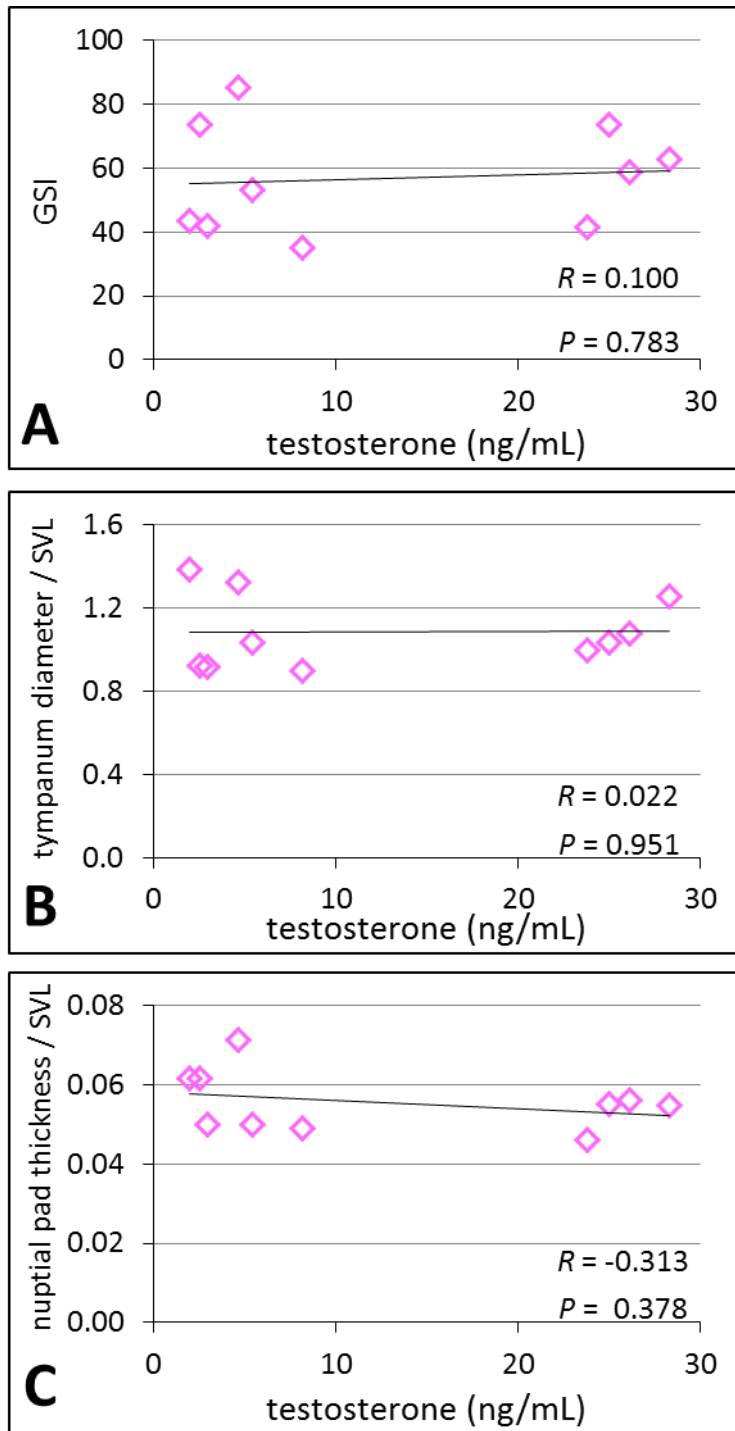 100
80
60
40
20
0
GSI
R = 0.100
P = 0.783
0 10 20 30
testosterone (ng/mL)
A
1.6
1.2
0.8
0.4
0.0
tympanum diameter / SVL
R = 0.022
P = 0.951
0 10 20 30
testosterone (ng/mL)
B
0.08
0.06
0.04
0.02
0.00
nuptial pad thickness / SVL
R = -0.313
P = 0.378
0 10 20 30
testosterone (ng/mL)
C